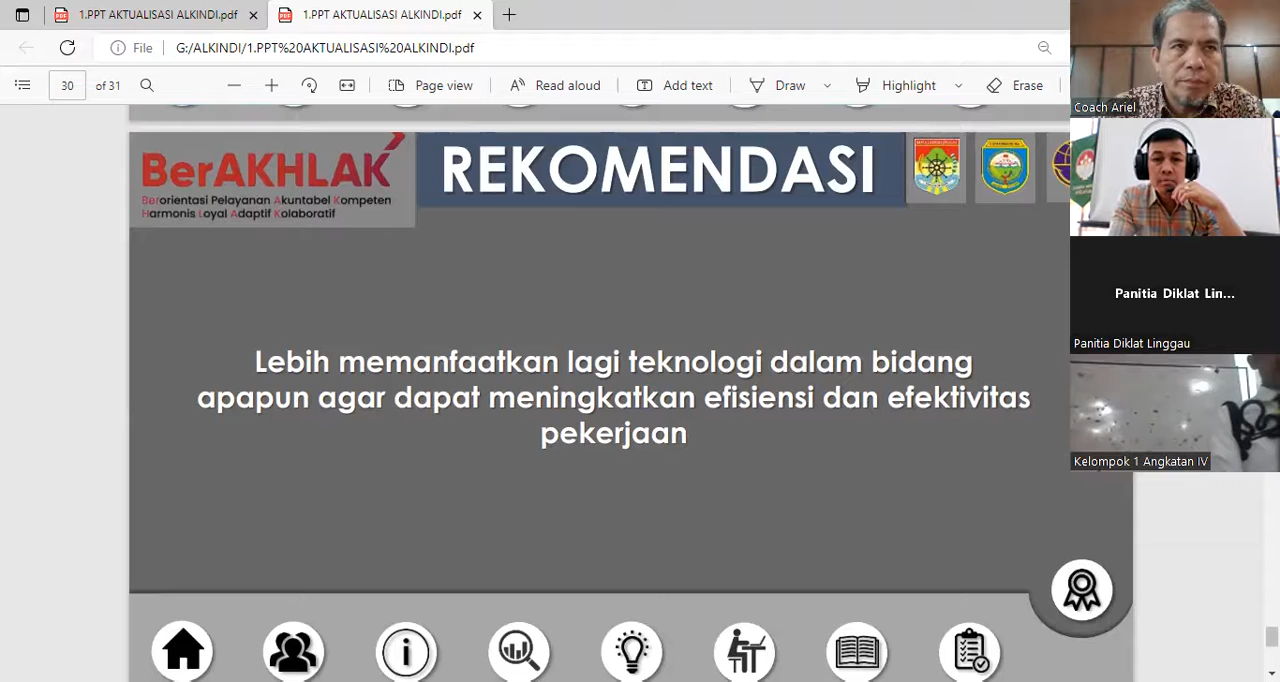 1.PPT AKTUALISASI ALKINDI.pdf
1.PPT AKTUALISASI ALKINDI.pdf
File
G:/ALKINDI/1.PPT%20AKTUALISASI%20ALKINDI.pdf
30
of 31
Page view
Read aloud
Add text
Draw
Highlight
Erase
BerAKHLAK
Berorientasi Pelayanan Akuntabel Kompeten
Harmonis Loyal Adaptif Kolaboratif
REKOMENDASI
Lebih memanfaatkan lagi teknologi dalam bidang
apapun agar dapat meningkatkan efisiensi dan efektivitas
pekerjaan
Coach Ariel
Panitia Diklat Lin...
Panitia Diklat Linggau
Kelompok 1 Angkatan IV